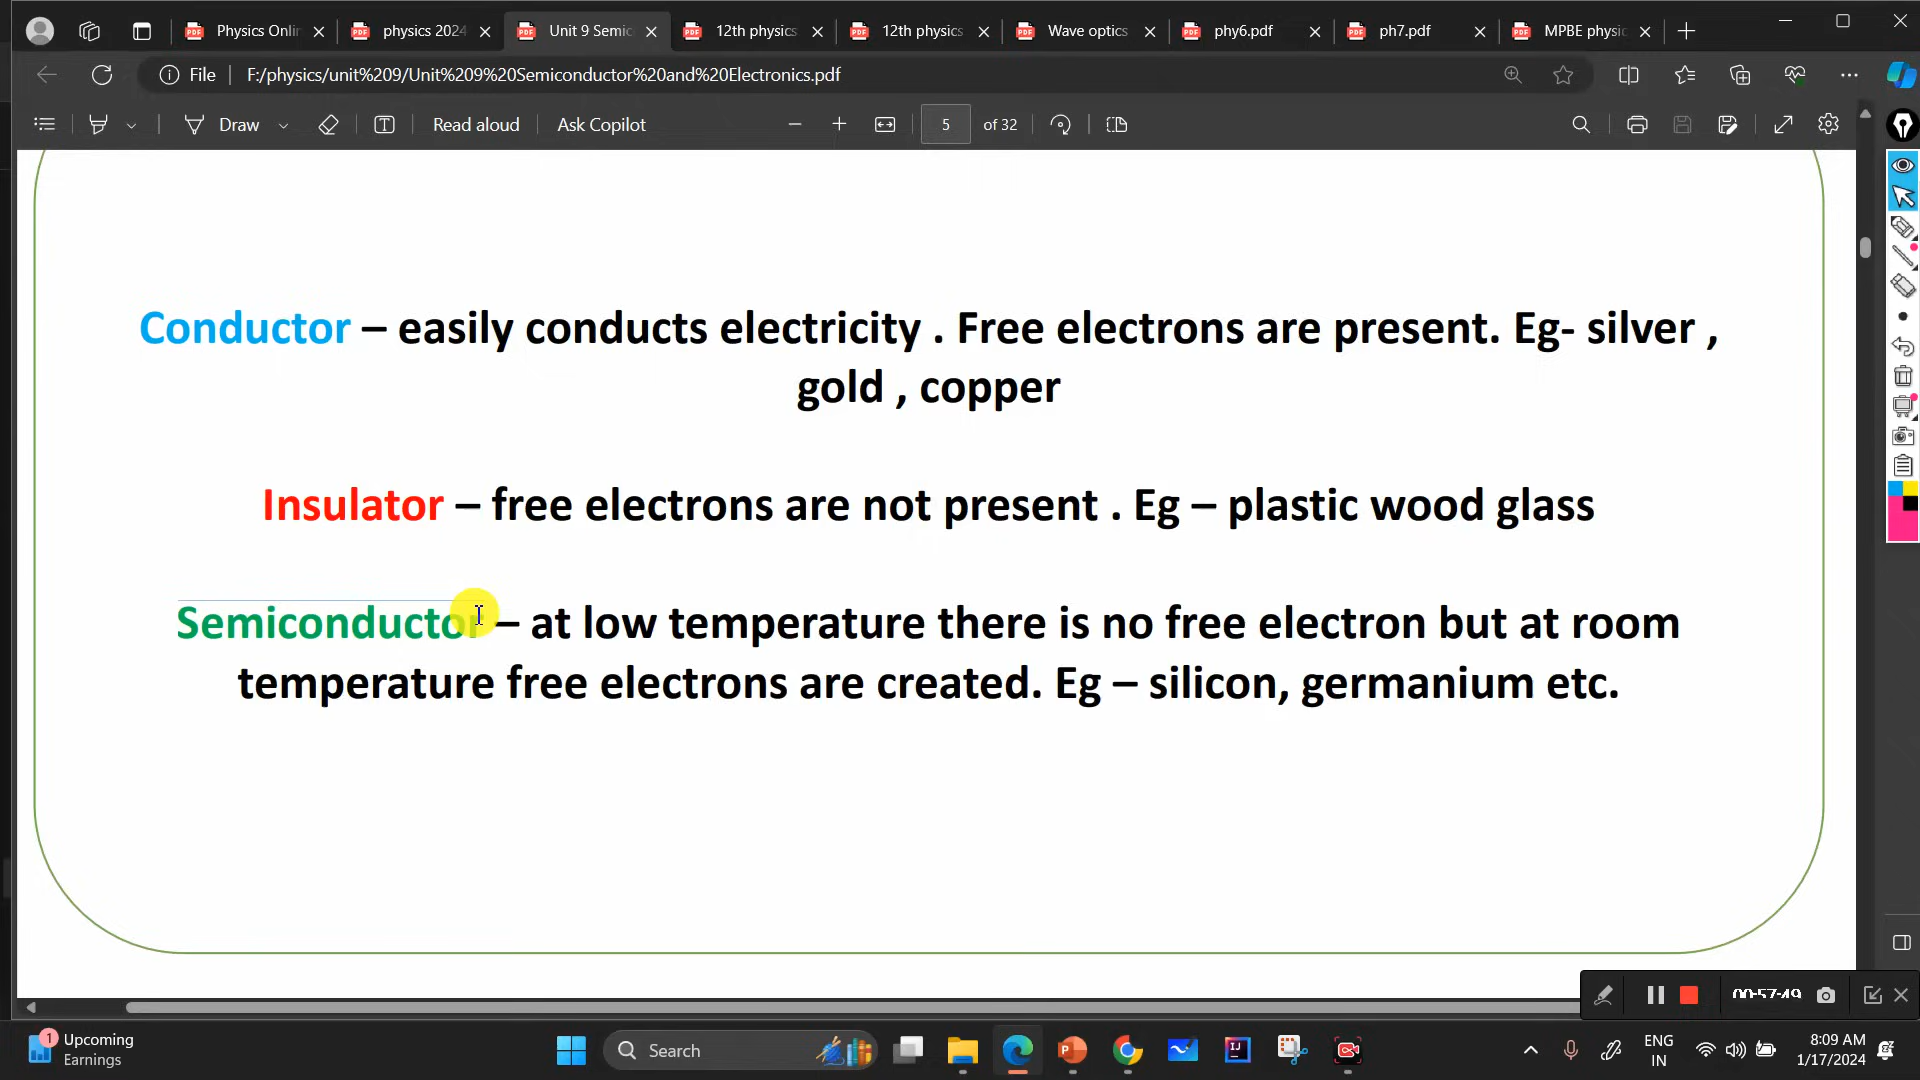 Physics Onlin
physics 2024
Unit 9 Semic
12th physics
12th physics
Wave optics
phy6.pdf
ph7.pdf
MPBE physic
File
F:/physics/unit%209/Unit%209%20Semiconductor%20and%20Electronics.pdf
Draw
Read aloud
Ask Copilot
5 of 32
Conductor – easily conducts electricity . Free electrons are present. Eg- silver ,
gold , copper
Insulator – free electrons are not present . Eg – plastic wood glass
Semiconductor – at low temperature there is no free electron but at room
temperature free electrons are created. Eg – silicon, germanium etc.
00:57:49
1
Upcoming
Earnings
Search
ENG
IN
8:09 AM
1/17/2024